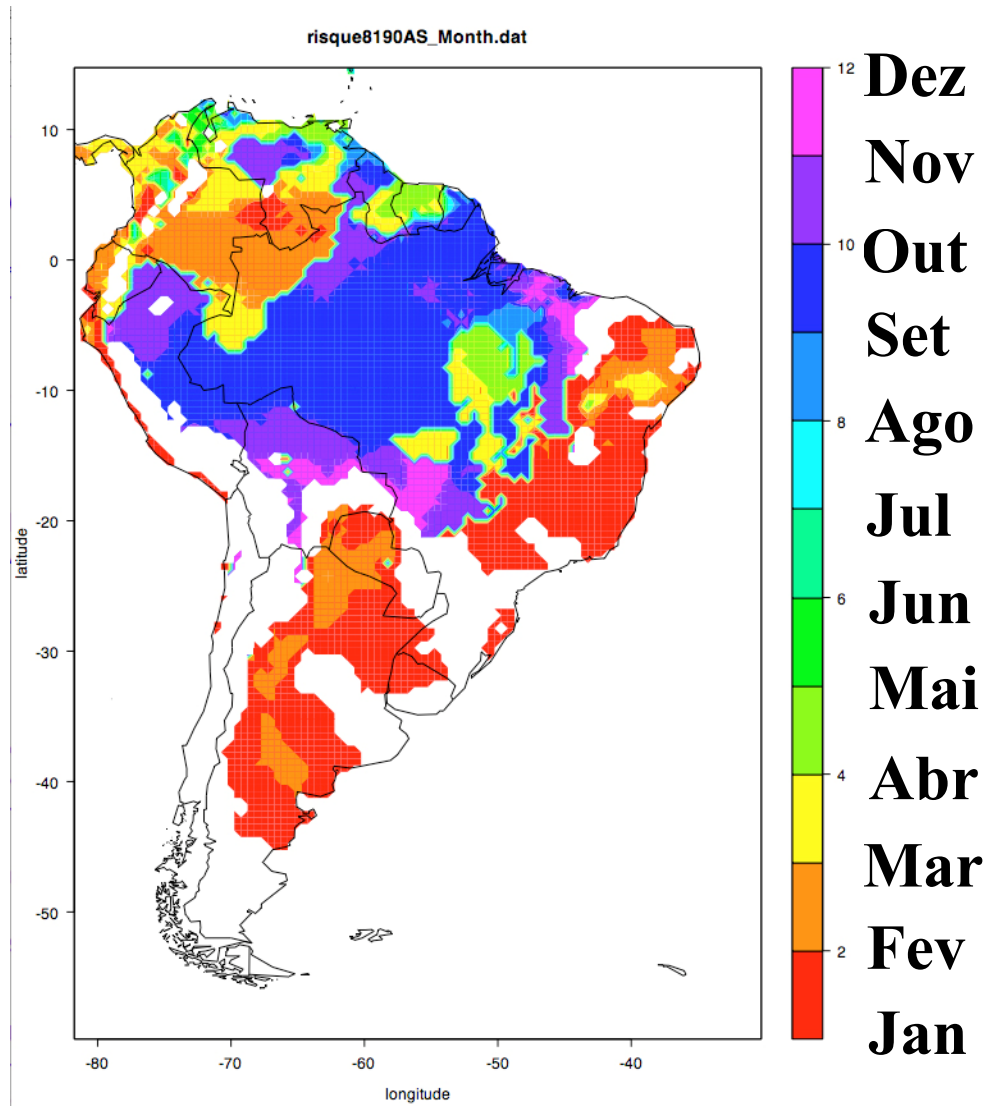 risque8190AS_Month.dat
12
Dez
10
Nov
10
0
Out
Set
-10
8
Ago
Jul
-20
latitude
6
Jun
-30
Mai
4
Abr
-40
Mar
-50
2
Fev
Jan
-80
-70
-60
-50
-40
longitude